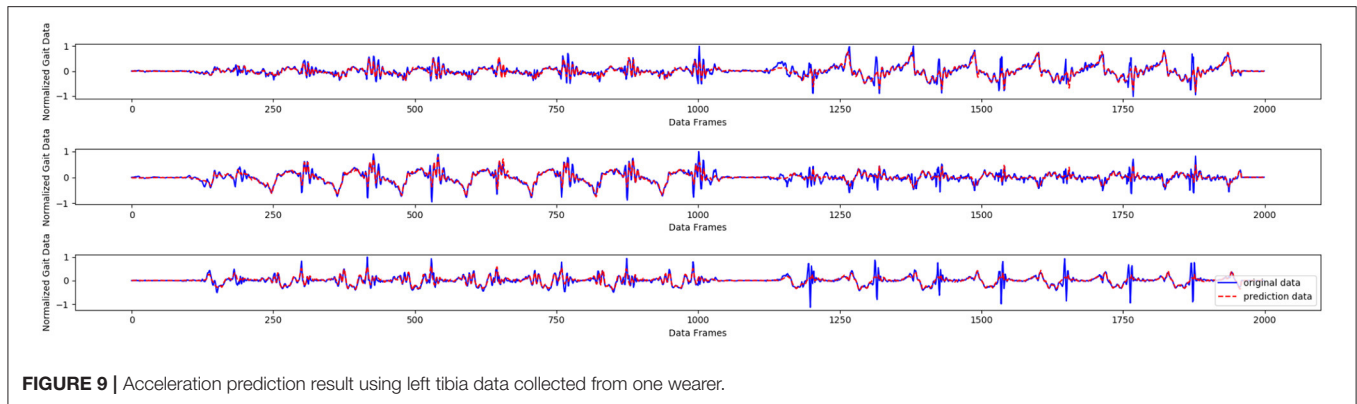 Normalized Gait Data
1
0
−1
0 250 500 750 1000 1250 1500 1750 2000
Data Frames
Normalized Gait Data
1
0
−1
0 250 500 750 1000 1250 1500 1750 2000
Data Frames
Normalized Gait Data
1
0
−1
original data
prediction data
0 250 500 750 1000 1250 1500 1750 2000
Data Frames
FIGURE 9 | Acceleration prediction result using left tibia data collected from one wearer.